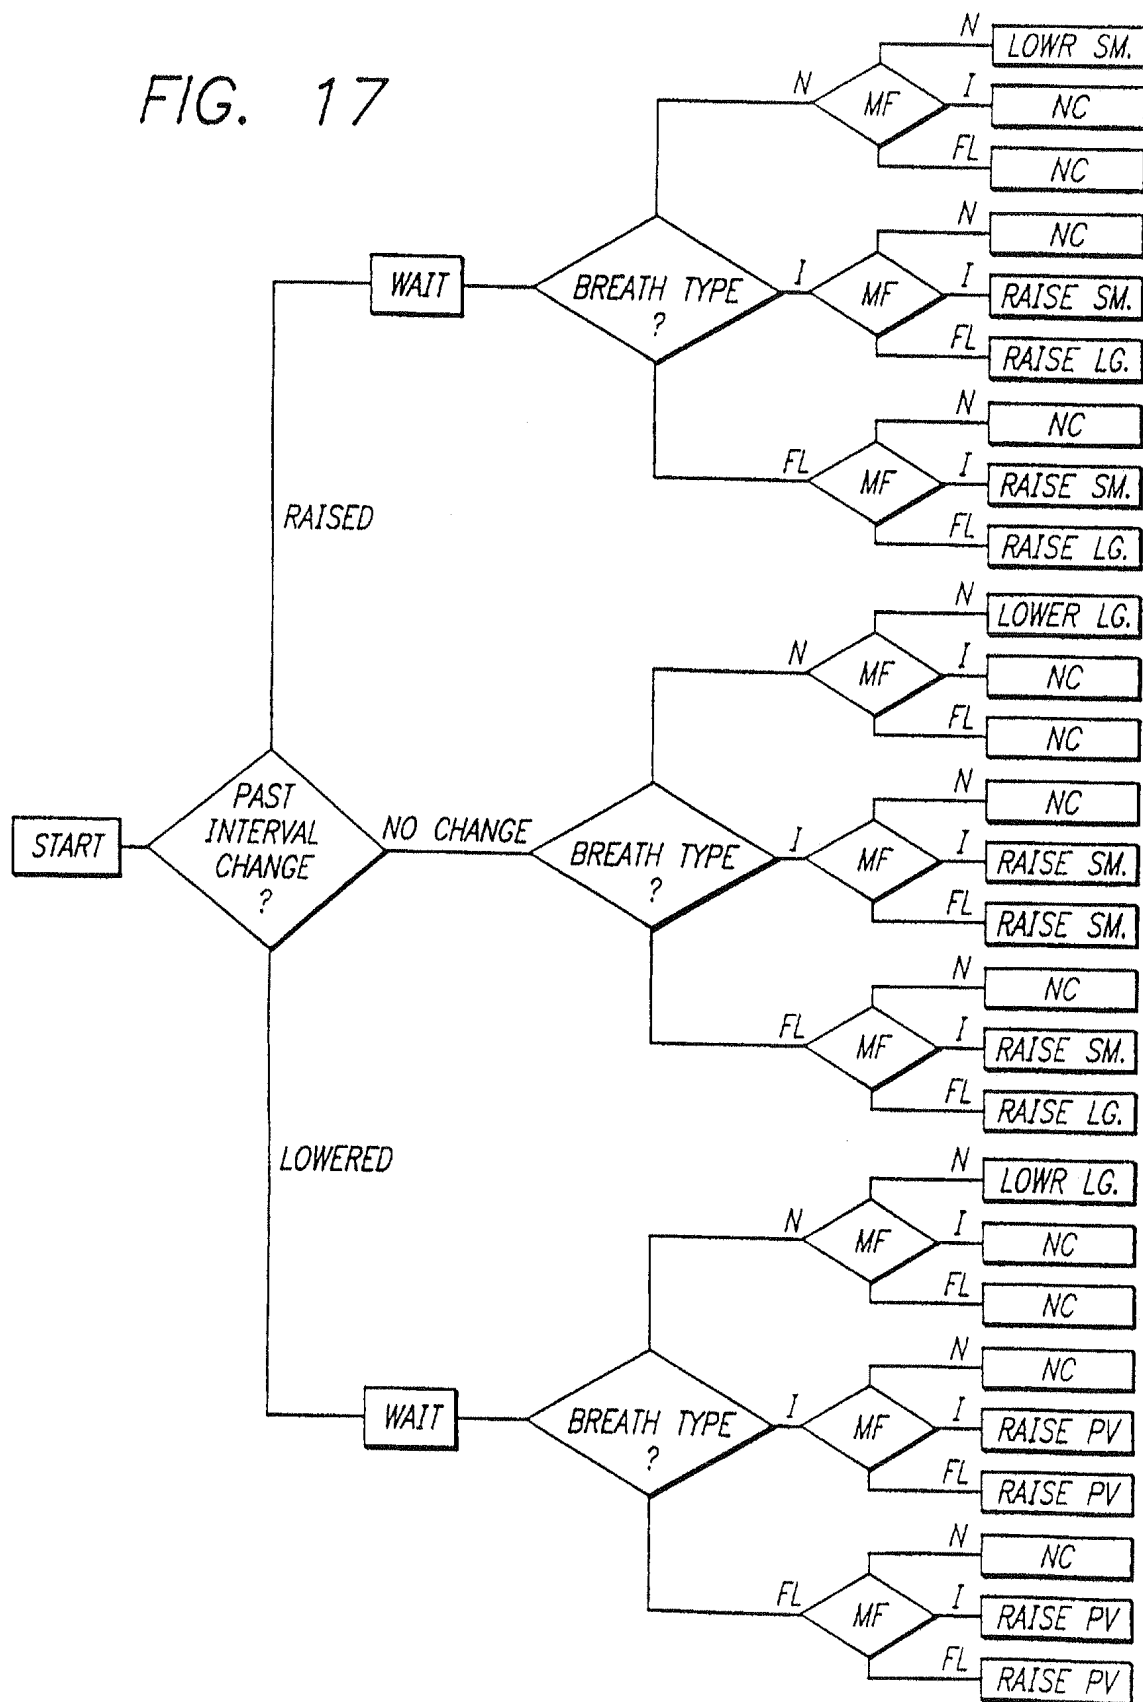 FIG. 17
N
LOWR SM.
N
MF
I
NC
FL
NC
N
NC
WAIT
BREATH TYPE
?
I
MF
I
RAISE SM.
FL
RAISE LG.
N
NC
FL
MF
I
RAISE SM.
FL
RAISE LG.
RAISED
N
LOWER LG.
N
MF
I
NC
FL
NC
START
PAST
INTERVAL
CHANGE
?
NO CHANGE
BREATH TYPE
?
N
NC
I
MF
I
RAISE SM.
FL
RAISE SM.
N
NC
FL
MF
I
RAISE SM.
FL
RAISE LG.
LOWERED
N
LOWR LG.
N
MF
I
NC
FL
NC
N
NC
WAIT
BREATH TYPE
?
I
MF
I
RAISE PV
FL
RAISE PV
N
NC
FL
MF
I
RAISE PV
FL
RAISE PV